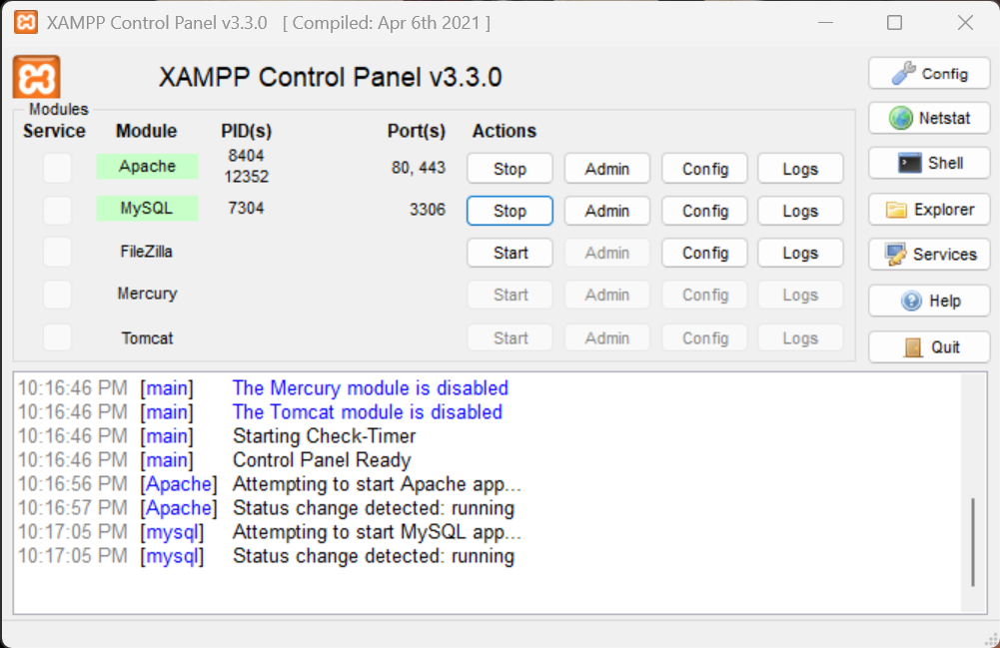 XAMPP Control Panel v3.3.0 [ Compiled: Apr 6th 2021 ]
XAMPP Control Panel v3.3.0
Config
Modules
Service Module PID(s) Port(s) Actions
Netstat
Apache 8404 12352 80, 443 Stop Admin Config Logs
Shell
MySQL 7304 3306 Stop Admin Config Logs
Explorer
FileZilla Start Admin Config Logs
Services
Mercury Start Admin Config Logs
Help
Tomcat Start Admin Config Logs
Quit
10:16:46 PM [main] The Mercury module is disabled
10:16:46 PM [main] The Tomcat module is disabled
10:16:46 PM [main] Starting Check-Timer
10:16:46 PM [main] Control Panel Ready
10:16:56 PM [Apache] Attempting to start Apache app...
10:16:57 PM [Apache] Status change detected: running
10:17:05 PM [mysql] Attempting to start MySQL app...
10:17:05 PM [mysql] Status change detected: running